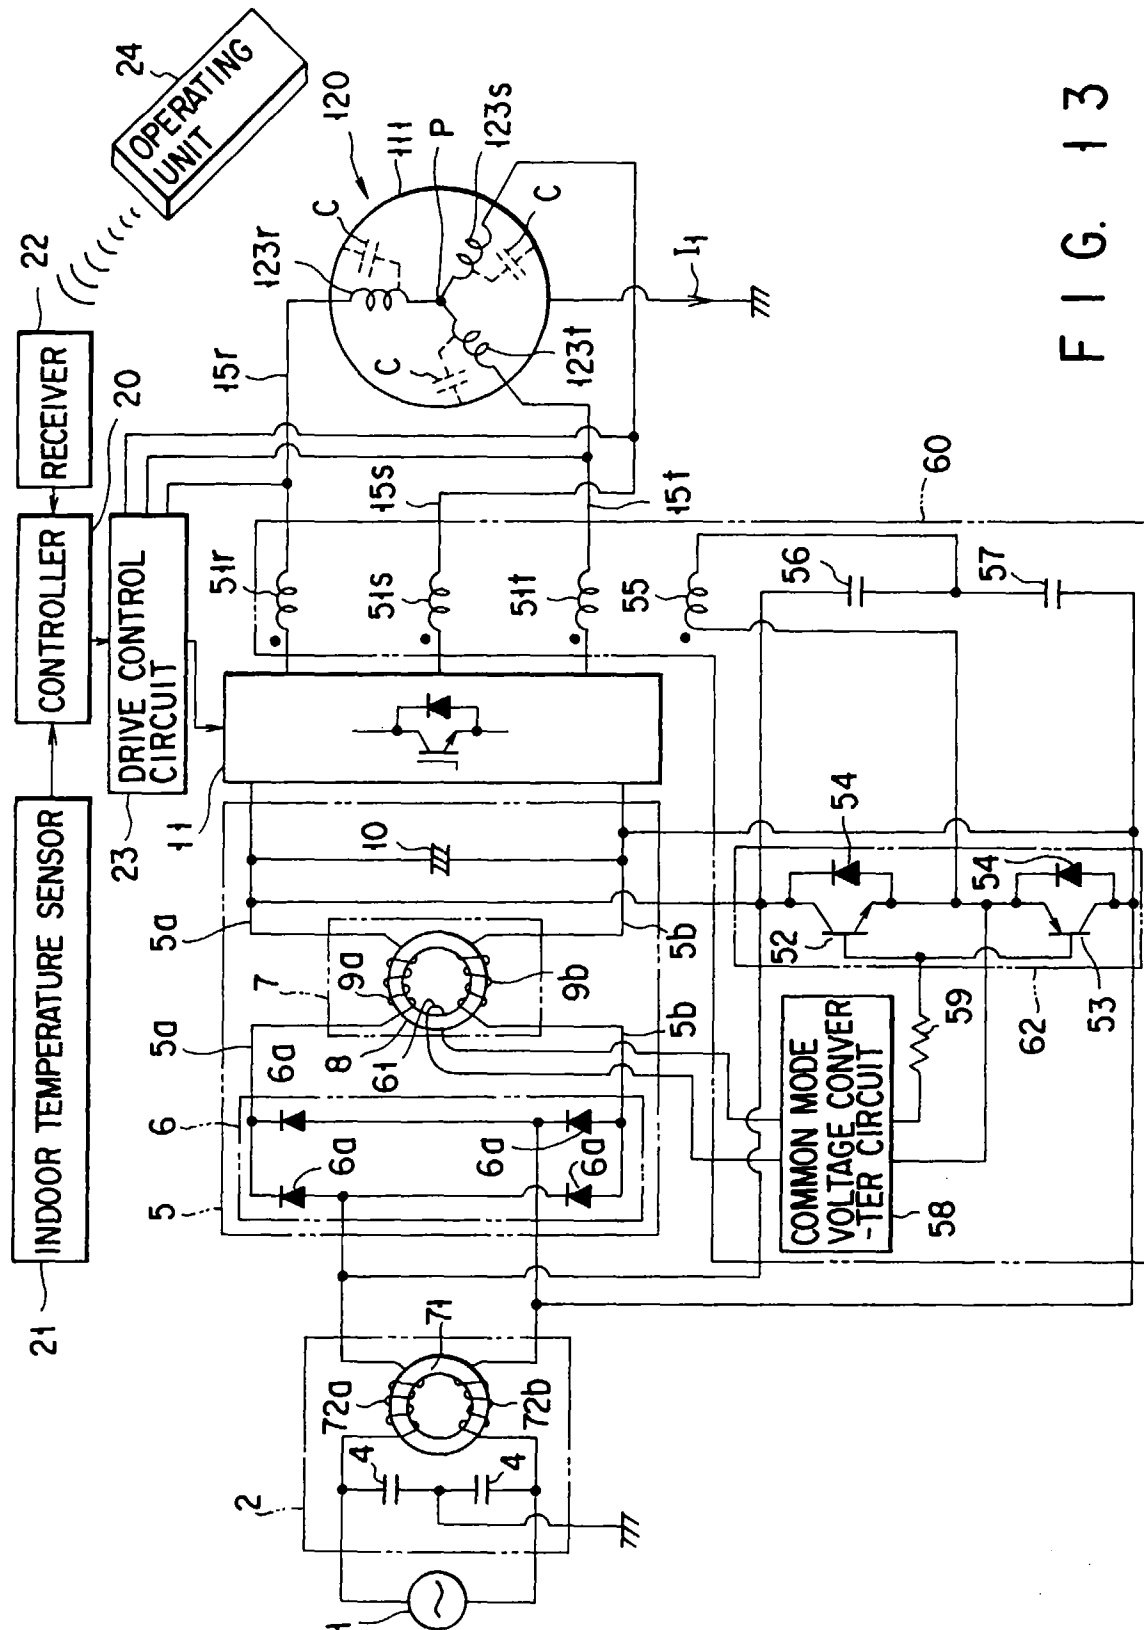 21
INDOOR TEMPERATURE SENSOR
CONTROLLER
RECEIVER
22
24
OPERATING
UNIT
20
23
DRIVE CONTROL
CIRCUIT
11
120
111
P
123r
C
123s
C
C
123t
I1
15r
15s
15t
51r
51s
51t
55
56
57
60
10
5a
5a
5b
5b
7
9a
9b
8
61
6
6a
6a
6a
6a
5
2
72a
71
72b
4
4
1
COMMON MODE
VOLTAGE CONVER
-TER CIRCUIT
58
59
62
52
53
54
54
FIG. 13